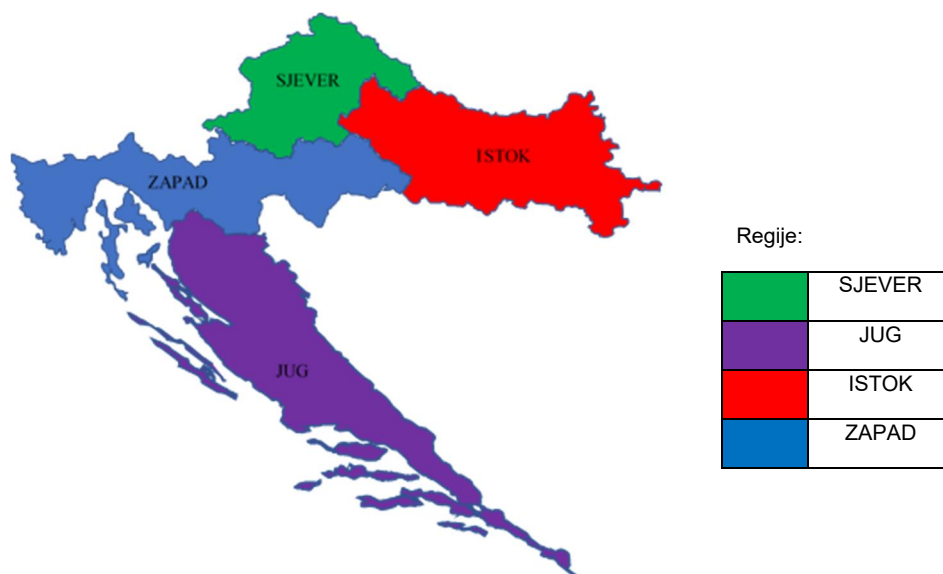 SJEVER
ISTOK
ZAPAD
JUG
Regije:
SJEVER
JUG
ISTOK
ZAPAD